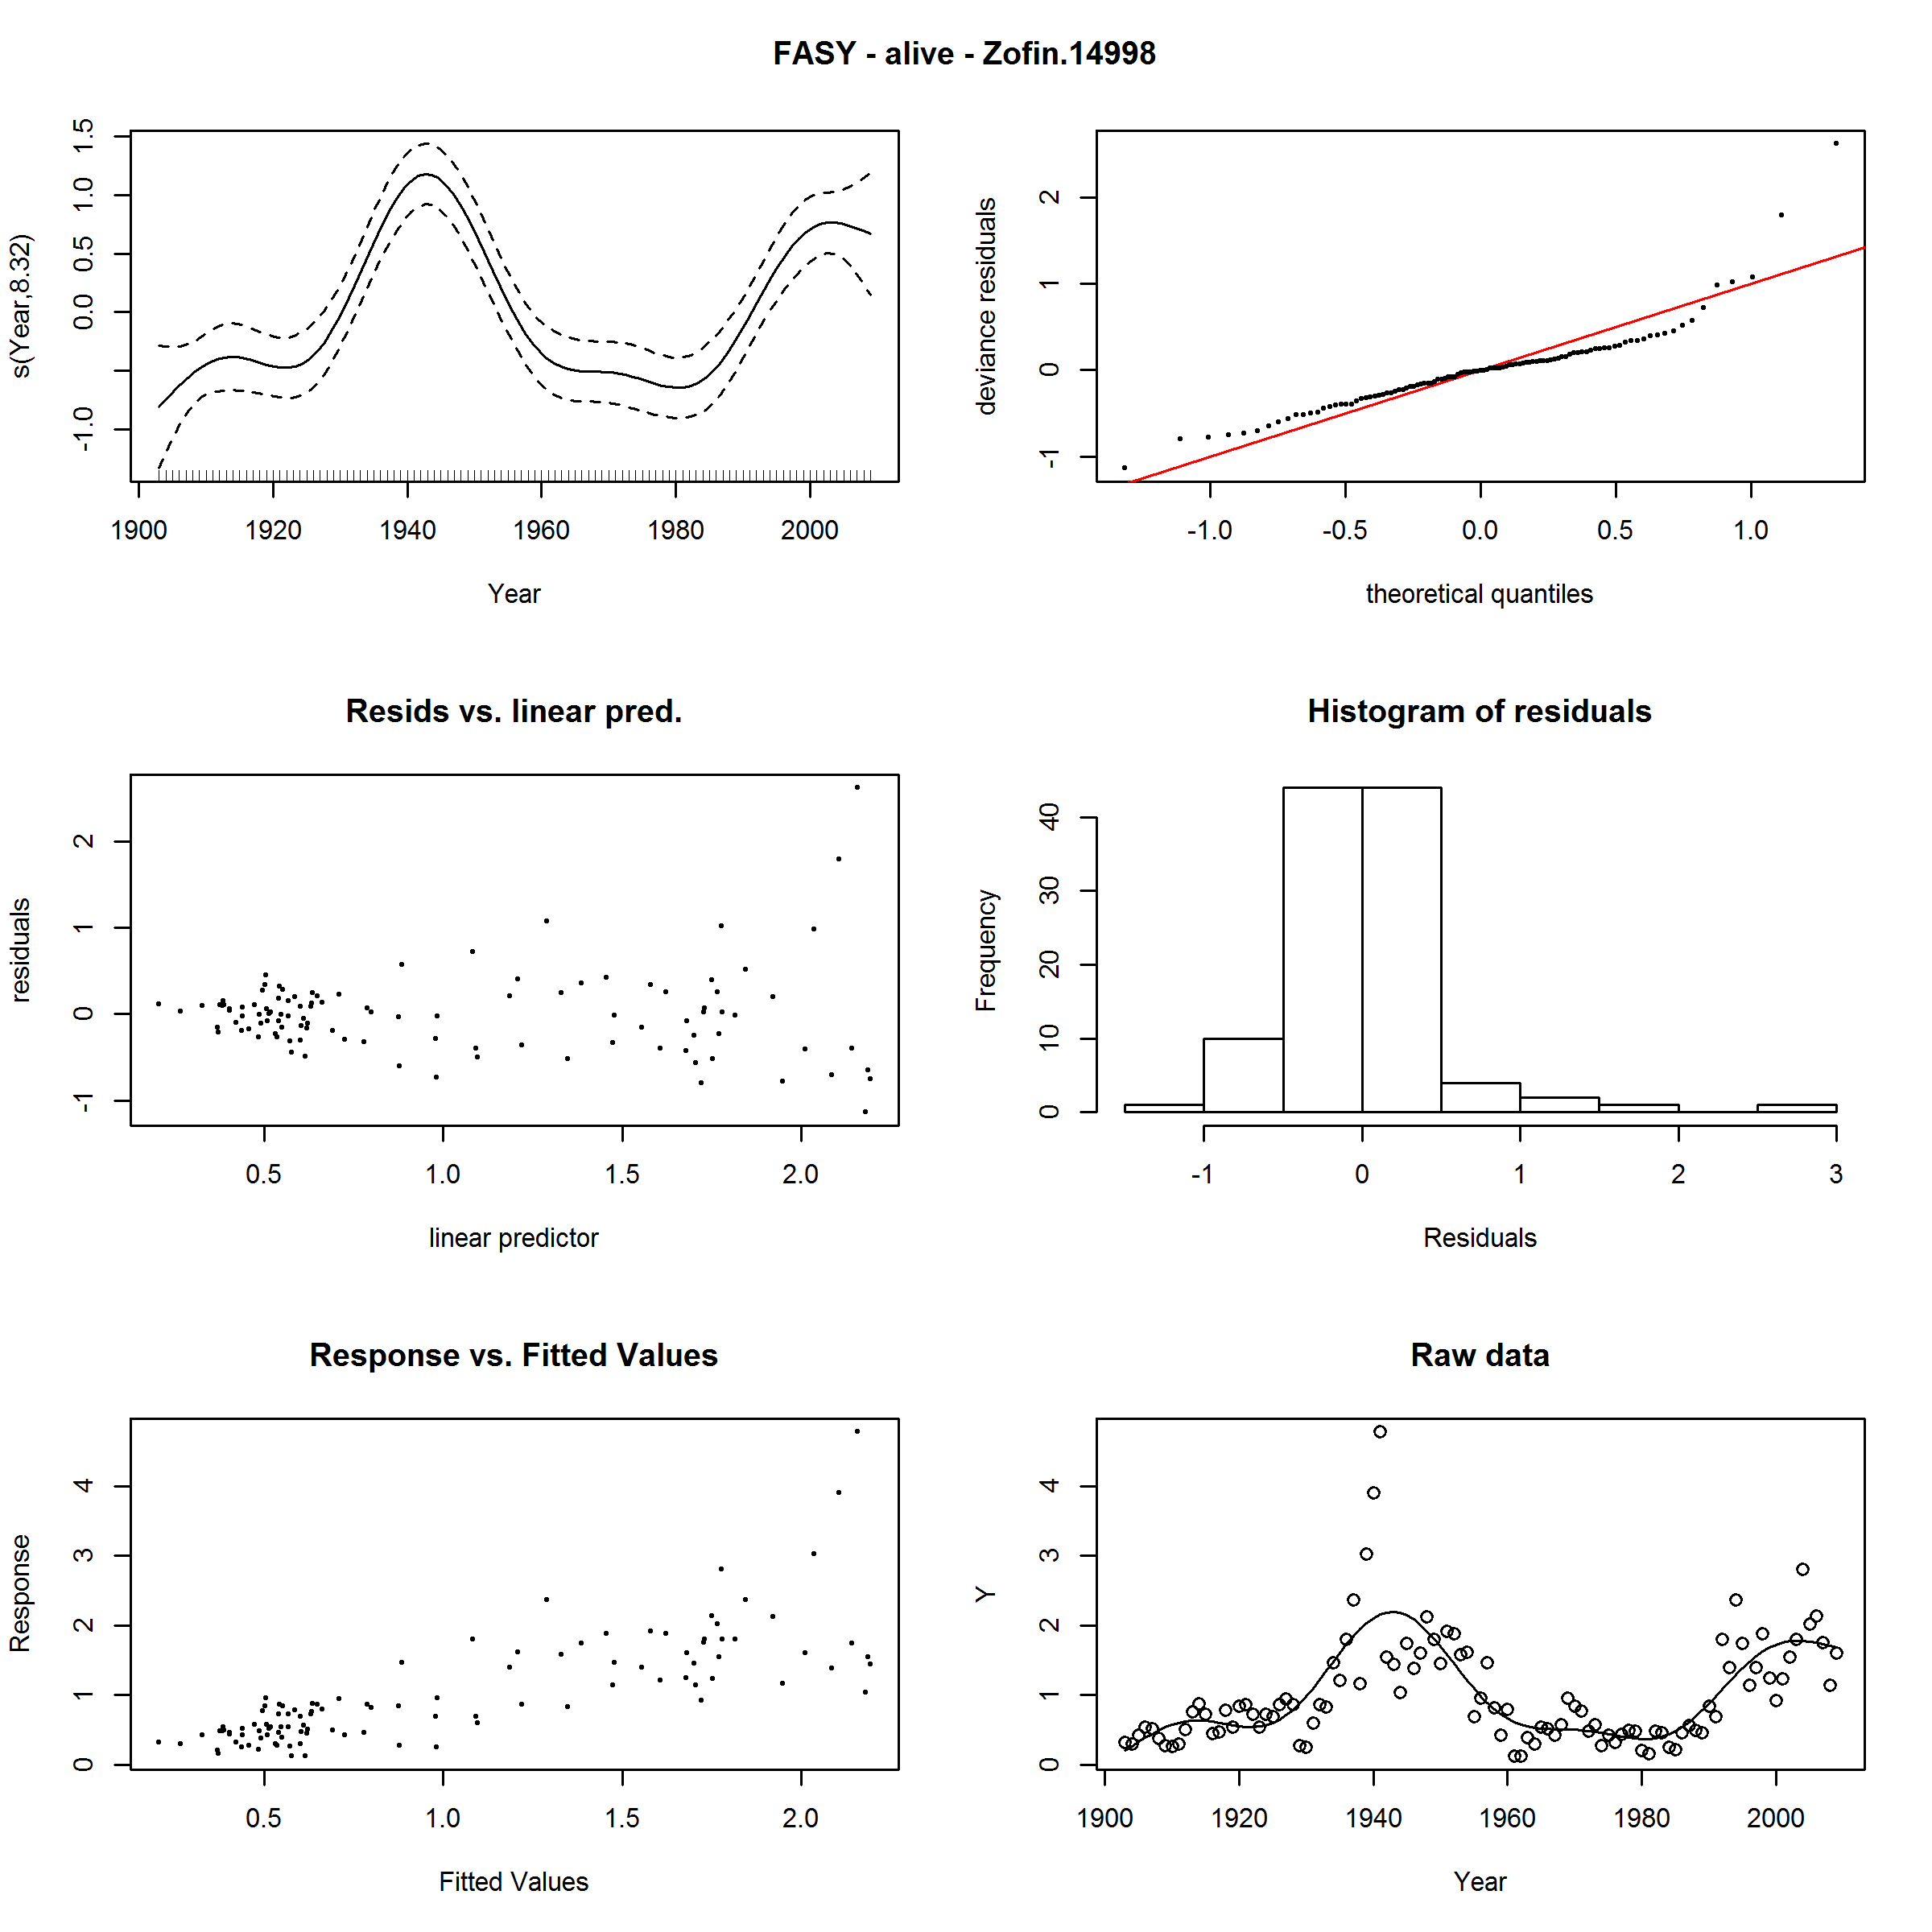 FASY - alive - Zofin.14998
s(Year,8.32)
-1.0 0.0 0.5 1.0 1.5
1900 1920 1940 1960 1980 2000
Year
deviance residuals
-1 0 1 2
-1.0 -0.5 0.0 0.5 1.0
theoretical quantiles
Resids vs. linear pred.
residuals
-1 0 1 2
0.5 1.0 1.5 2.0
linear predictor
Histogram of residuals
Frequency
0 10 20 30 40
-1 0 1 2 3
Residuals
Response vs. Fitted Values
Response
0 1 2 3 4
0.5 1.0 1.5 2.0
Fitted Values
Raw data
Y
0 1 2 3 4
1900 1920 1940 1960 1980 2000
Year